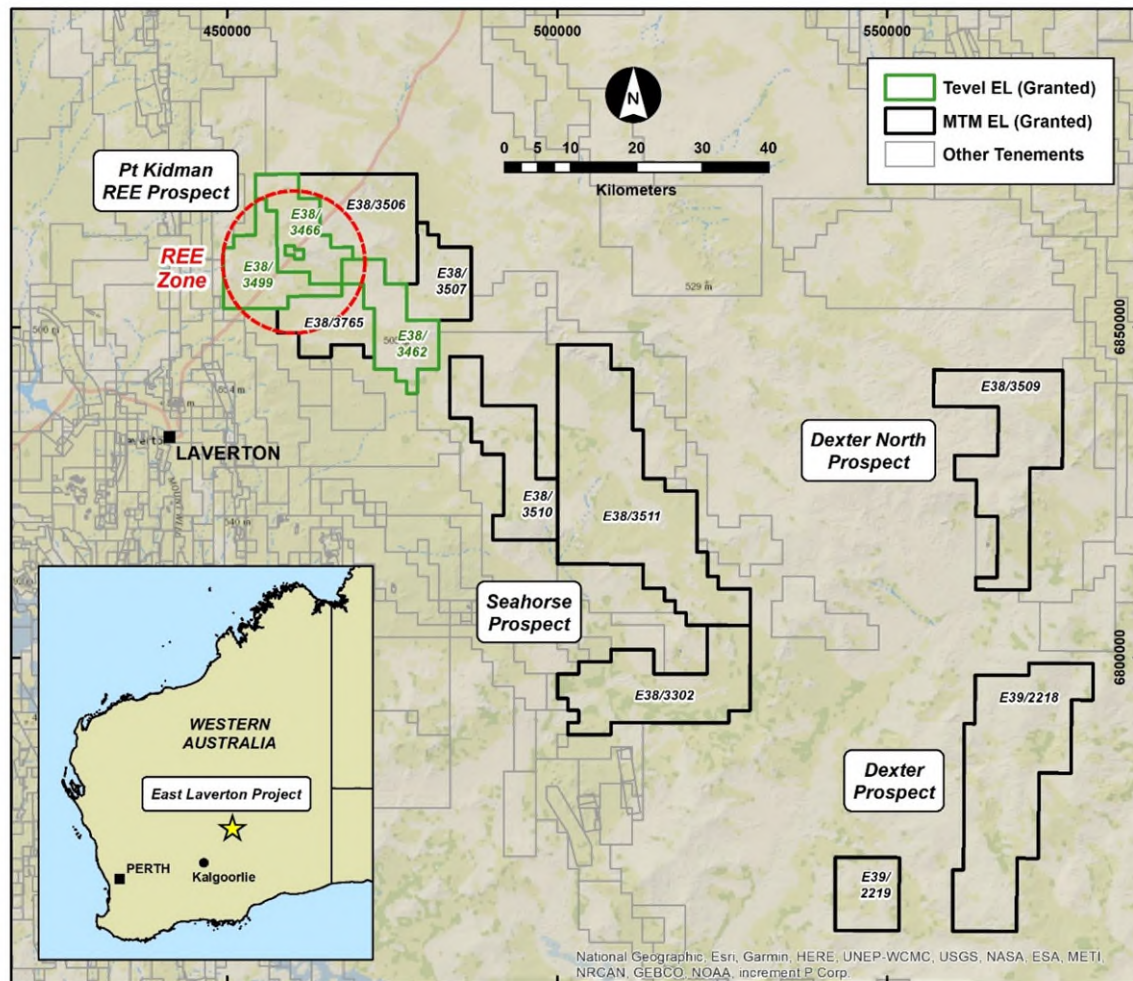 450000
500000
550000
Tevel EL (Granted)
MTM EL (Granted)
Other Tenements
N
0 5 10 20 30 40
Kilometers
Pt Kidman
REE Prospect
REE
Zone
E38/3506
E38/
3466
E38/
3499
E38/
3507
E38/3765
E38/
3462
529 m
500 m
6850000
LAVERTON
540 m
E38/3509
Dexter North
Prospect
E38/
3510
E38/3511
Seahorse
Prospect
6800000
E38/3302
E39/2218
Dexter
Prospect
E39/
2219
WESTERN
AUSTRALIA
East Laverton Project
PERTH
Kalgoorlie
National Geographic, Esri, Garmin, HERE, UNEP-WCMC, USGS, NASA, ESA, METI,
NRCAN, GEBCO, NOAA, increment P Corp.